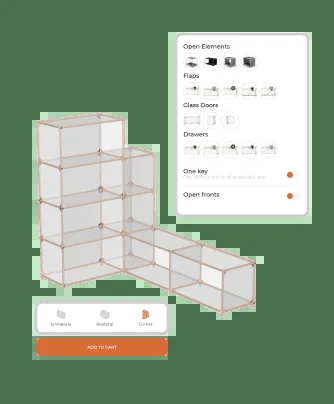 Open Elements
Flaps
Glass Doors
Drawers
One key
Open fronts
Unilateral
Bilateral
Corner
ADD TO CART